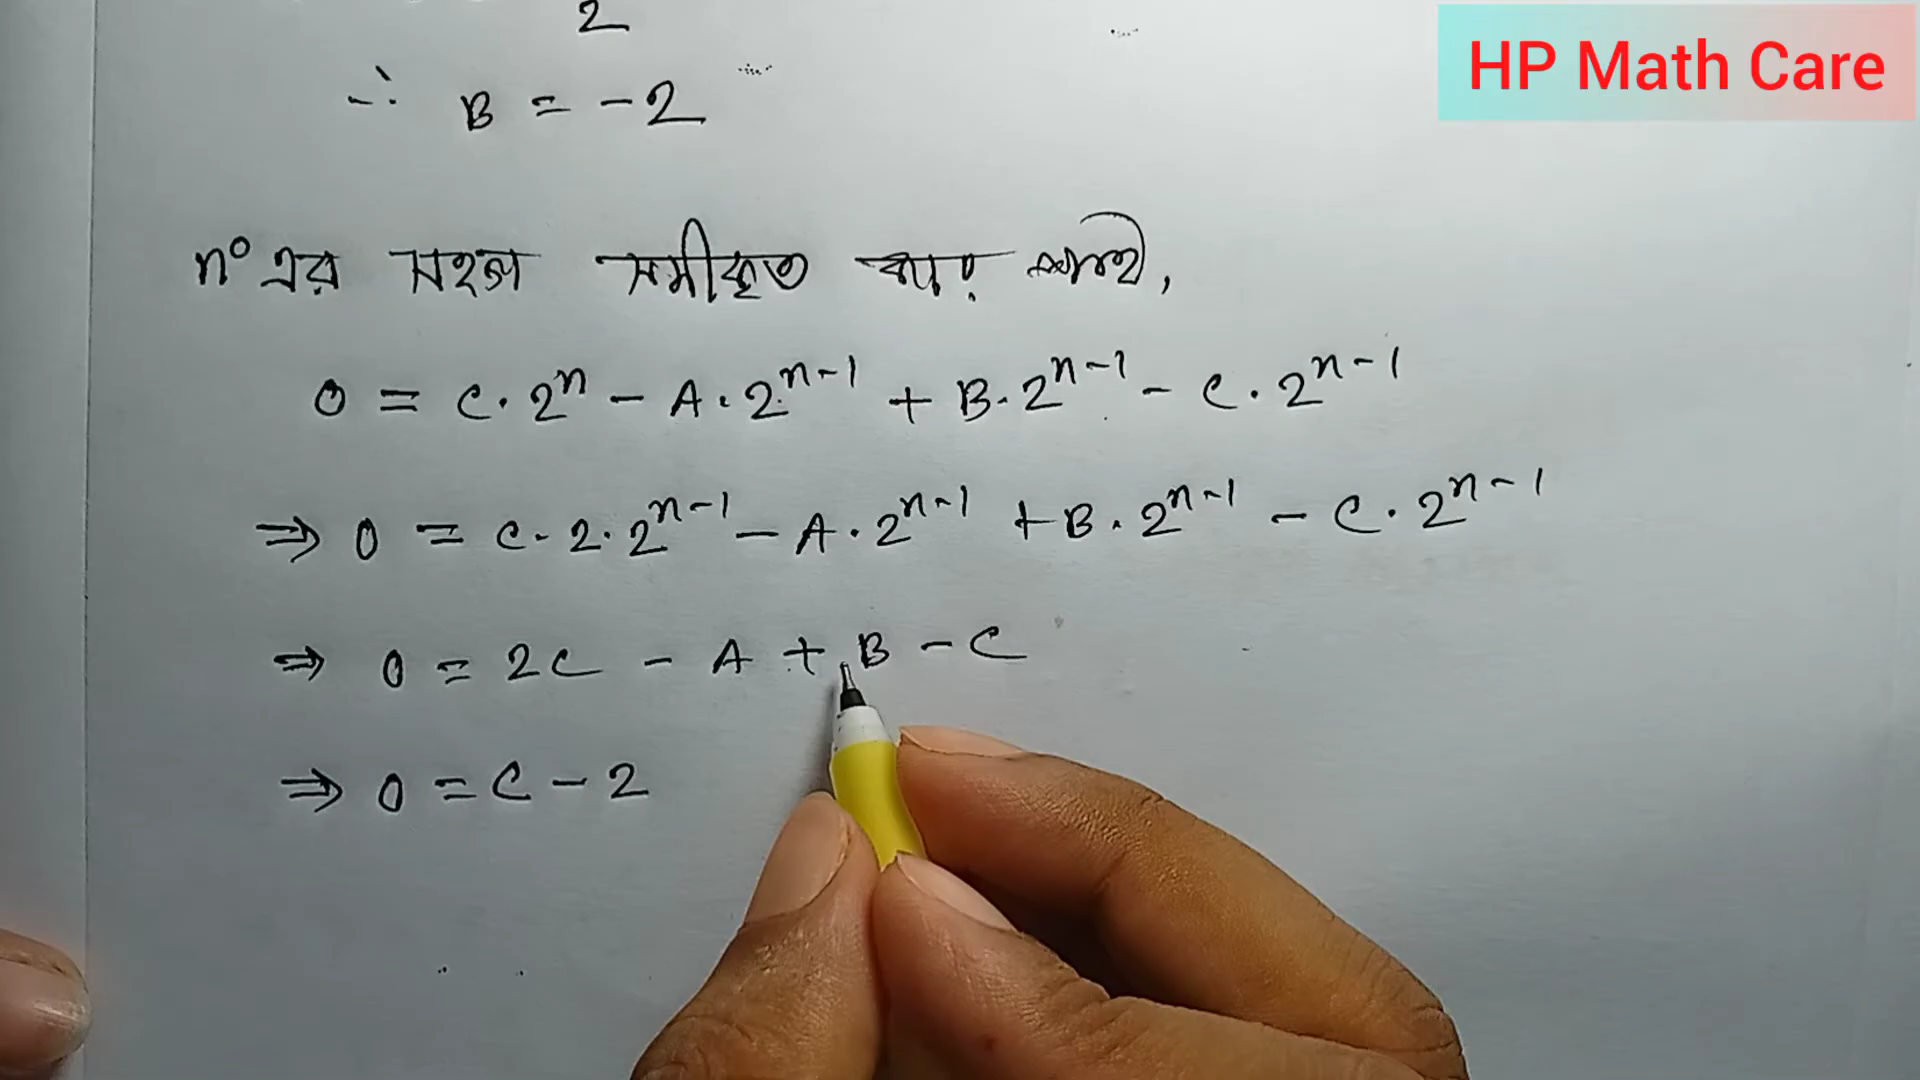 HP Math Care
2
∴ B = -2
n⁰ এর সহগ সমীকৃত করে পাই,
0 = C·2ⁿ - A·2ⁿ⁻¹ + B·2ⁿ⁻¹ - C·2ⁿ⁻¹
⇒ 0 = C·2·2ⁿ⁻¹ - A·2ⁿ⁻¹ + B·2ⁿ⁻¹ - C·2ⁿ⁻¹
⇒ 0 = 2C - A + B - C
⇒ 0 = C - 2